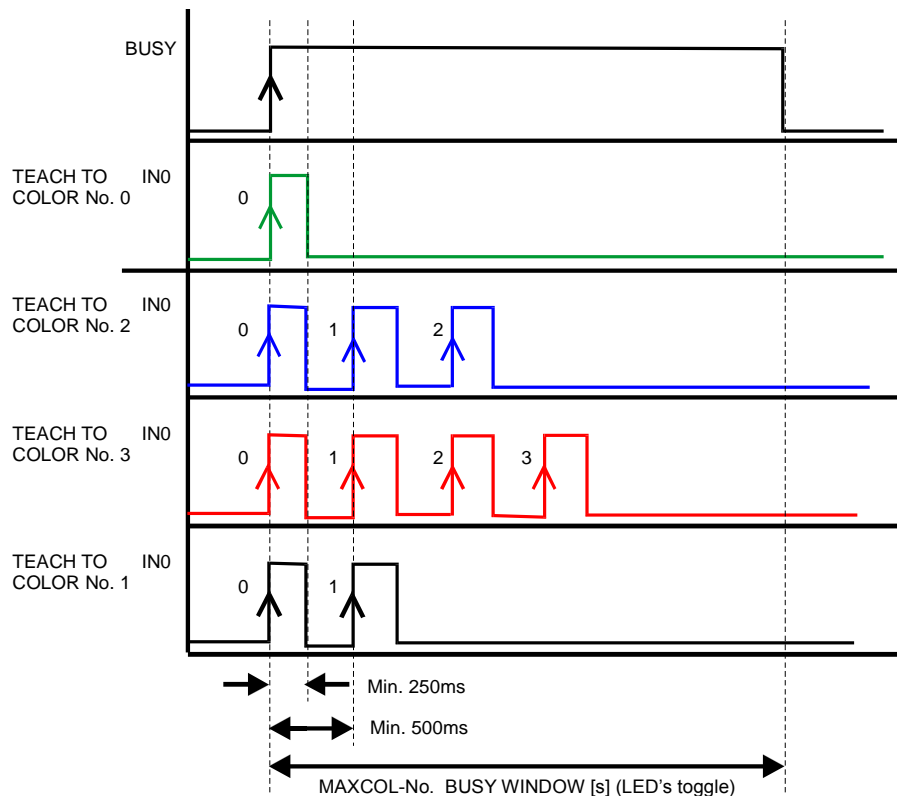 BUSY
TEACH TO IN0
COLOR No. 0 0
TEACH TO IN0
COLOR No. 2 0 1 2
TEACH TO IN0
COLOR No. 3 0 1 2 3
TEACH TO IN0
COLOR No. 1 0 1
Min. 250ms
Min. 500ms
MAXCOL-No. BUSY WINDOW [s] (LED's toggle)